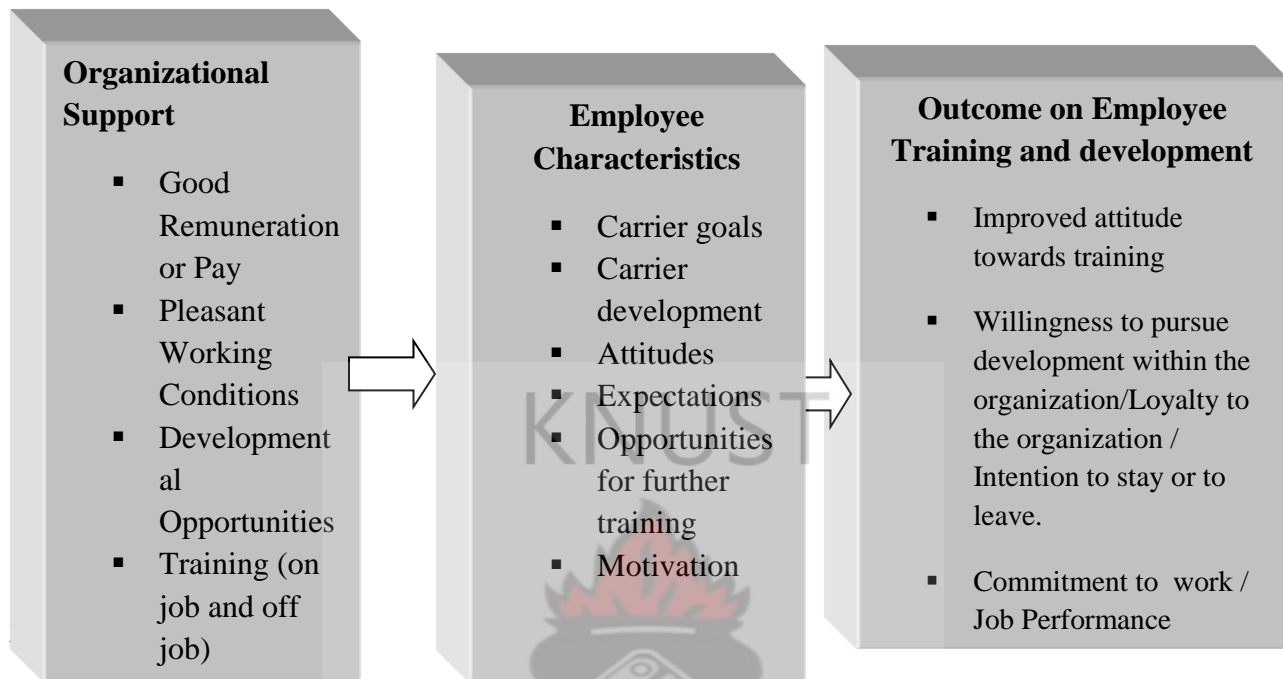 Organizational
Support
▪ Good
Remuneration
or Pay
▪ Pleasant
Working
Conditions
▪ Development
al
Opportunities
▪ Training (on
job and off
job)
Employee
Characteristics
▪ Carrier goals
▪ Carrier
development
▪ Attitudes
▪ Expectations
▪ Opportunities
for further
training
▪ Motivation
Outcome on Employee
Training and development
▪ Improved attitude
towards training
▪ Willingness to pursue
development within the
organization/Loyalty to
the organization /
Intention to stay or to
leave.
▪ Commitment to work /
Job Performance
KNUST